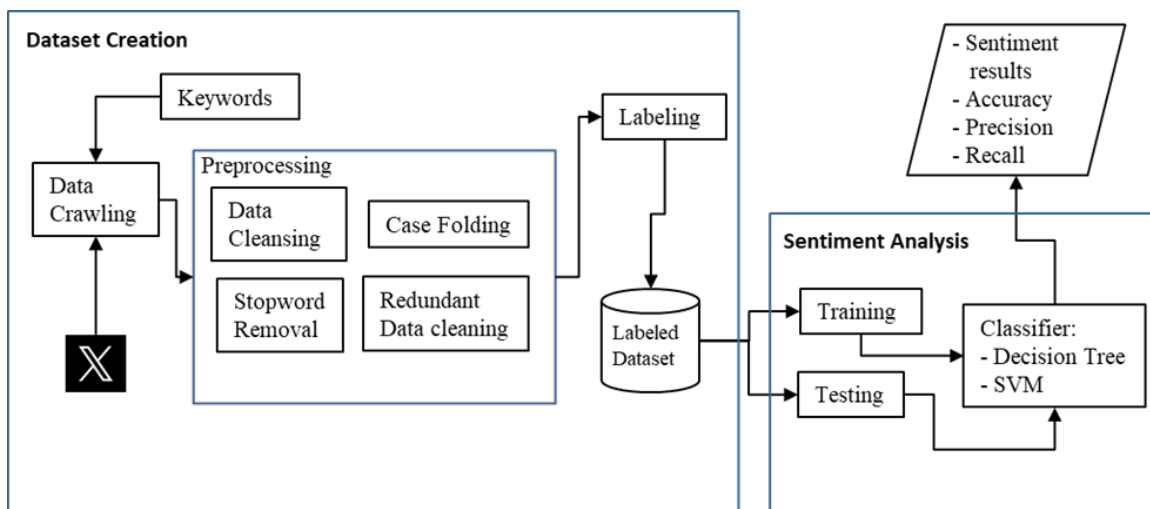 Dataset Creation
Keywords
Data
Crawling
Preprocessing
Data
Cleansing
Case Folding
Stopword
Removal
Redundant
Data cleaning
Labeling
Labeled
Dataset
Sentiment Analysis
Training
Testing
Classifier:
- Decision Tree
- SVM
- Sentiment
results
- Accuracy
- Precision
- Recall